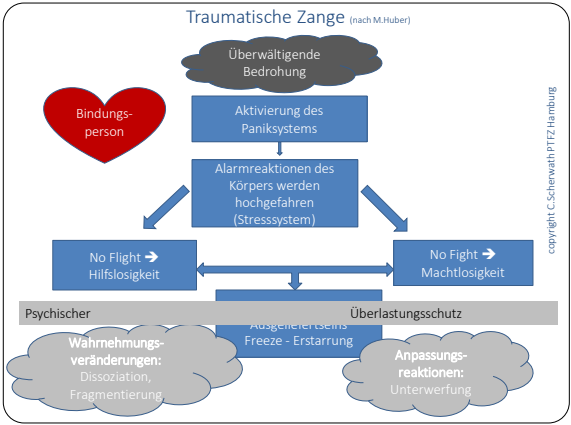 Traumatische Zange (nach M.Huber)
Überwältigende
Bedrohung
Bindungs-
person
Aktivierung des
Paniksystems
Alarmreaktionen des
Körpers werden
hochgefahren
(Stresssystem)
No Flight ➔
Hilfslosigkeit
No Fight ➔
Machtlosigkeit
Psychischer
Überlastungsschutz
Ausgeliefertseins
Freeze - Erstarrung
Wahrnehmungs-
veränderungen:
Dissoziation,
Fragmentierung
Anpassungs-
reaktionen:
Unterwerfung
copyright C.Scherwath PTFZ Hamburg